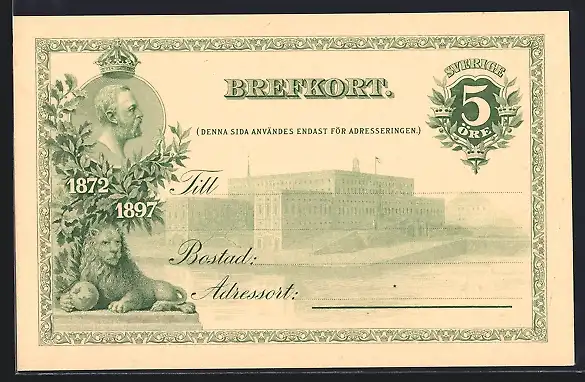 SVERIGE
5
ÖRE
BREFKORT.
(DENNA SIDA ANVÄNDES ENDAST FÖR ADRESSERINGEN.)
1872
1897
Till
Bostad:
Adressort: